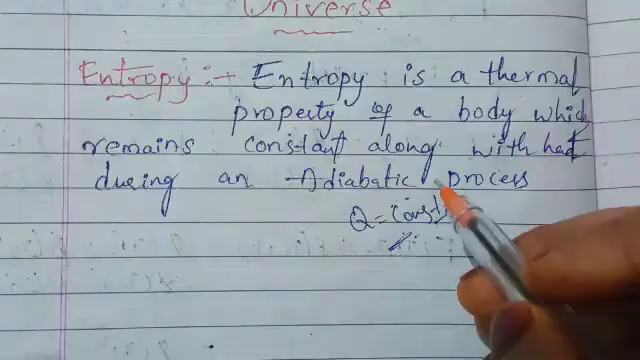 Universe
Entropy :- Entropy is a thermal
property of a body which
remains constant along with heat
during an Adiabatic process
Q = Const